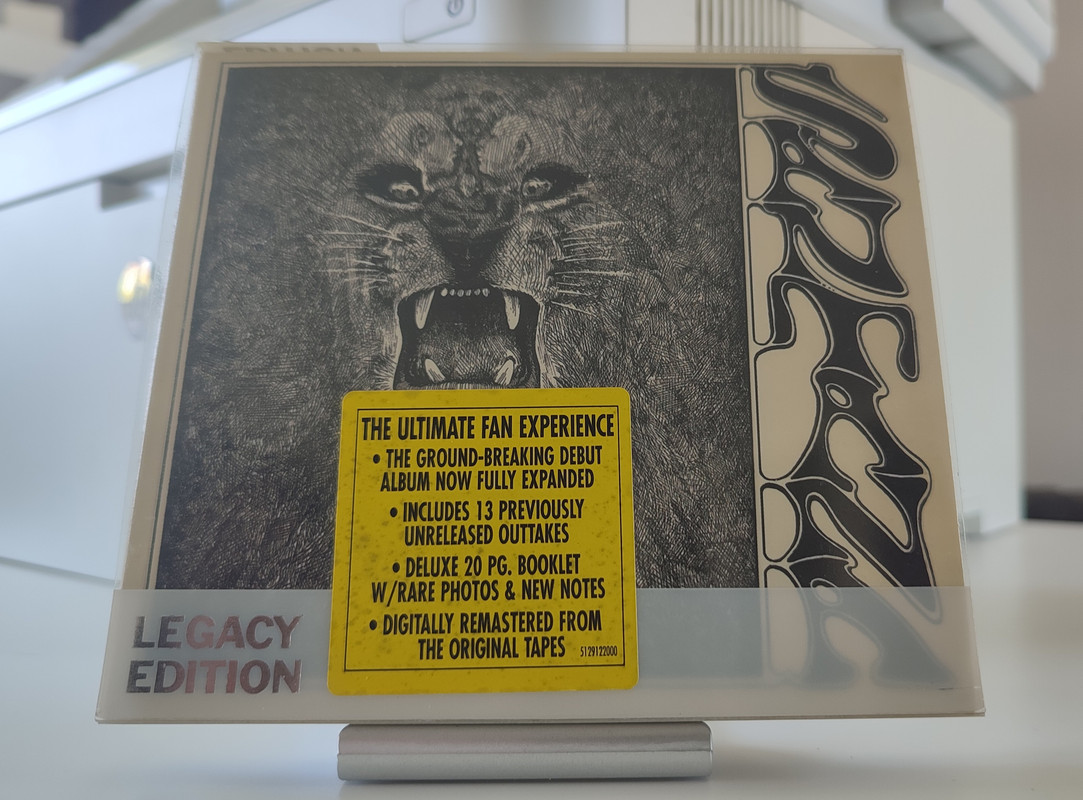 SANTANA
THE ULTIMATE FAN EXPERIENCE
• THE GROUND-BREAKING DEBUT
ALBUM NOW FULLY EXPANDED
• INCLUDES 13 PREVIOUSLY
UNRELEASED OUTTAKES
• DELUXE 20 PG. BOOKLET
W/RARE PHOTOS & NEW NOTES
• DIGITALLY REMASTERED FROM
THE ORIGINAL TAPES
5129122000
LEGACY
EDITION